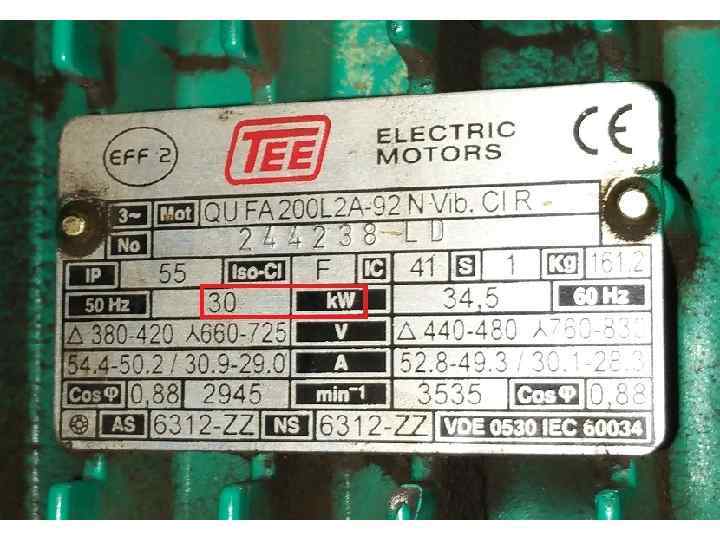 EFF 2 TEE ELECTRIC MOTORS CE
3~ Mot QU FA 200L2A-92 N-Vib. Cl R
No 244238-LD
IP 55 Iso-Cl F IC 41 S 1 Kg 161,2
50 Hz 30 kW 34,5 60 Hz
Δ 380-420 ⅄660-725 V Δ 440-480 ⅄760-830
54.4-50.2 / 30.9-29.0 A 52.8-49.3 / 30.1-28.3
Cos φ 0,88 2945 min⁻¹ 3535 Cos φ 0,88
AS 6312-ZZ NS 6312-ZZ VDE 0530 IEC 60034